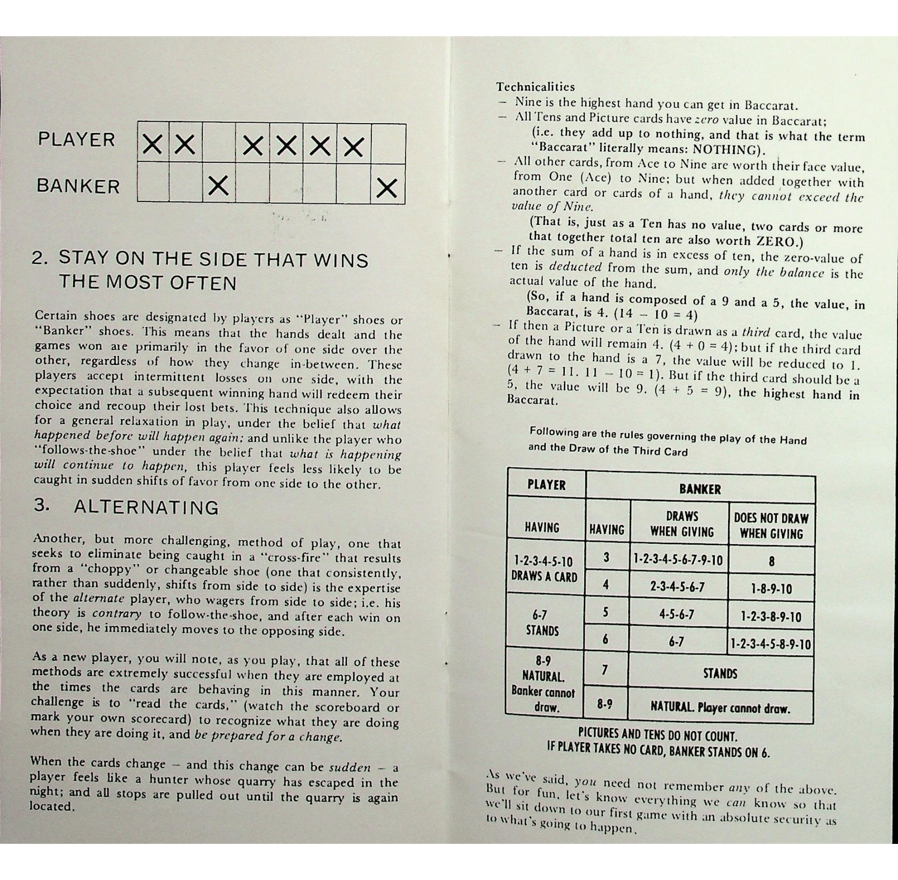 PLAYER X X X X X X
BANKER X X
2. STAY ON THE SIDE THAT WINS
THE MOST OFTEN
Certain shoes are designated by players as "Player" shoes or
"Banker" shoes. This means that the hands dealt and the
games won are primarily in the favor of one side over the
other, regardless of how they change in-between. These
players accept intermittent losses on one side, with the
expectation that a subsequent winning hand will redeem their
choice and recoup their lost bets. This technique also allows
for a general relaxation in play, under the belief that what
happened before will happen again; and unlike the player who
"follows-the-shoe" under the belief that what is happening
will continue to happen, this player feels less likely to be
caught in sudden shifts of favor from one side to the other.
3. ALTERNATING
Another, but more challenging, method of play, one that
seeks to eliminate being caught in a "cross-fire" that results
from a "choppy" or changeable shoe (one that consistently,
rather than suddenly, shifts from side to side) is the expertise
of the alternate player, who wagers from side to side; i.e. his
theory is contrary to follow-the-shoe, and after each win on
one side, he immediately moves to the opposing side.
As a new player, you will note, as you play, that all of these
methods are extremely successful when they are employed at
the times the cards are behaving in this manner. Your
challenge is to "read the cards," (watch the scoreboard or
mark your own scorecard) to recognize what they are doing
when they are doing it, and be prepared for a change.
When the cards change – and this change can be sudden – a
player feels like a hunter whose quarry has escaped in the
night; and all stops are pulled out until the quarry is again
located.
Technicalities
– Nine is the highest hand you can get in Baccarat.
– All Tens and Picture cards have zero value in Baccarat;
(i.e. they add up to nothing, and that is what the term
"Baccarat" literally means: NOTHING).
– All other cards, from Ace to Nine are worth their face value,
from One (Ace) to Nine; but when added together with
another card or cards of a hand, they cannot exceed the
value of Nine.
(That is, just as a Ten has no value, two cards or more
that together total ten are also worth ZERO.)
– If the sum of a hand is in excess of ten, the zero-value of
ten is deducted from the sum, and only the balance is the
actual value of the hand.
(So, if a hand is composed of a 9 and a 5, the value, in
Baccarat, is 4. (14 – 10 = 4)
– If then a Picture or a Ten is drawn as a third card, the value
of the hand will remain 4. (4 + 0 = 4); but if the third card
drawn to the hand is a 7, the value will be reduced to 1.
(4 + 7 = 11. 11 – 10 = 1). But if the third card should be a
5, the value will be 9. (4 + 5 = 9), the highest hand in
Baccarat.
Following are the rules governing the play of the Hand
and the Draw of the Third Card
PLAYER BANKER
HAVING HAVING DRAWS WHEN GIVING DOES NOT DRAW WHEN GIVING
1-2-3-4-5-10
DRAWS A CARD
3 1-2-3-4-5-6-7-9-10 8
4 2-3-4-5-6-7 1-8-9-10
6-7
STANDS
5 4-5-6-7 1-2-3-8-9-10
6 6-7 1-2-3-4-5-8-9-10
8-9
NATURAL.
Banker cannot
draw.
7 STANDS
8-9 NATURAL. Player cannot draw.
PICTURES AND TENS DO NOT COUNT.
IF PLAYER TAKES NO CARD, BANKER STANDS ON 6.
As we've said, you need not remember any of the above.
But for fun, let's know everything we can know so that
we'll sit down to our first game with an absolute security as
to what's going to happen.